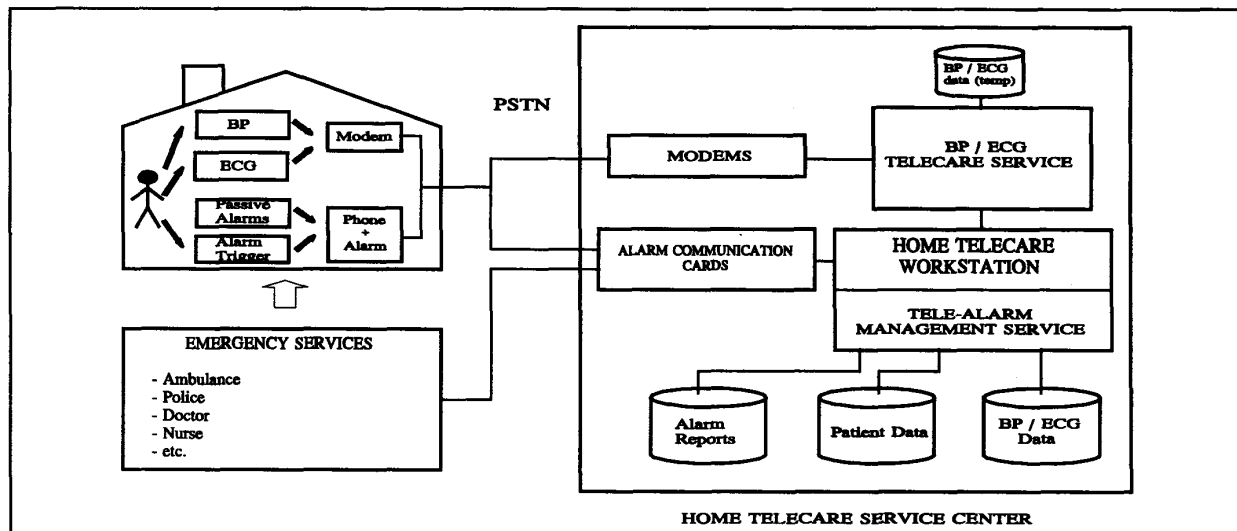 BP
ECG
Passive
Alarms
Alarm
Trigger
Modem
Phone
+
Alarm
PSTN
EMERGENCY SERVICES
- Ambulance
- Police
- Doctor
- Nurse
- etc.
MODEMS
ALARM COMMUNICATION
CARDS
BP / ECG
data (temp)
BP / ECG
TELECARE SERVICE
HOME TELECARE
WORKSTATION
TELE-ALARM
MANAGEMENT SERVICE
Alarm
Reports
Patient Data
BP / ECG
Data
HOME TELECARE SERVICE CENTER